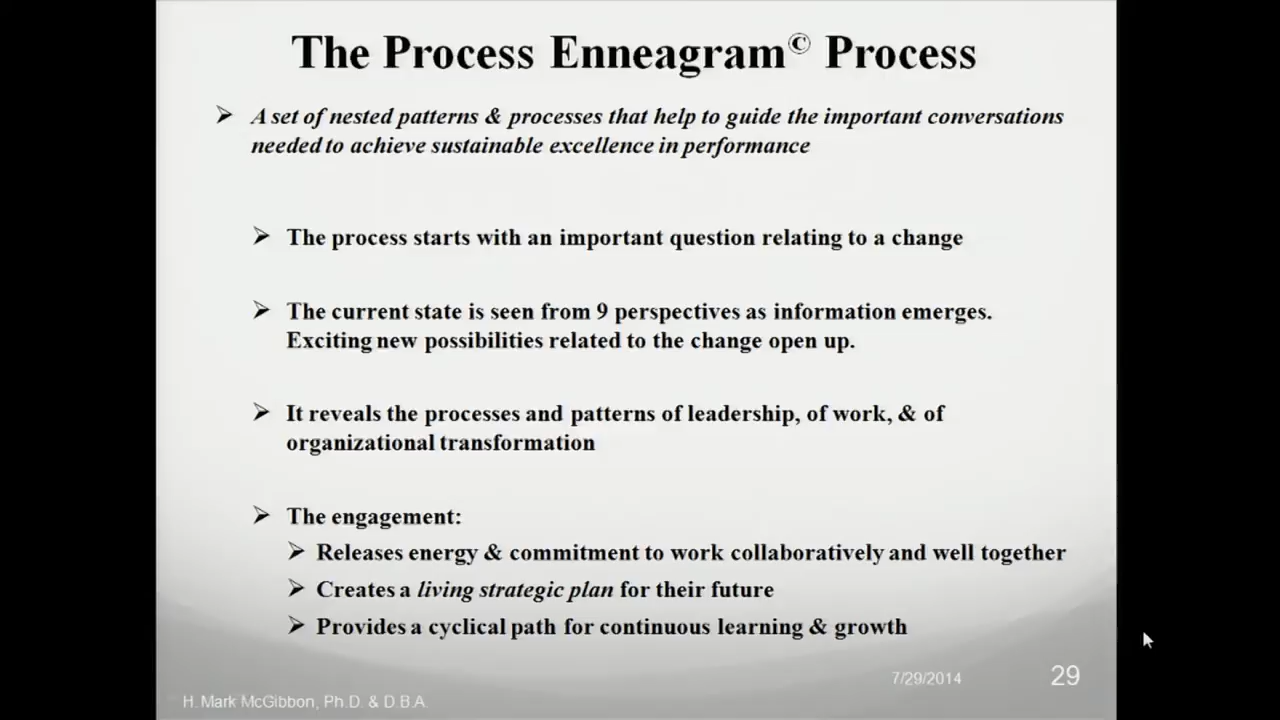 The Process Enneagram© Process
➢ A set of nested patterns & processes that help to guide the important conversations
needed to achieve sustainable excellence in performance
➢ The process starts with an important question relating to a change
➢ The current state is seen from 9 perspectives as information emerges.
Exciting new possibilities related to the change open up.
➢ It reveals the processes and patterns of leadership, of work, & of
organizational transformation
➢ The engagement:
➢ Releases energy & commitment to work collaboratively and well together
➢ Creates a living strategic plan for their future
➢ Provides a cyclical path for continuous learning & growth
7/29/2014
29
H. Mark McGibbon, Ph.D. & D.B.A.